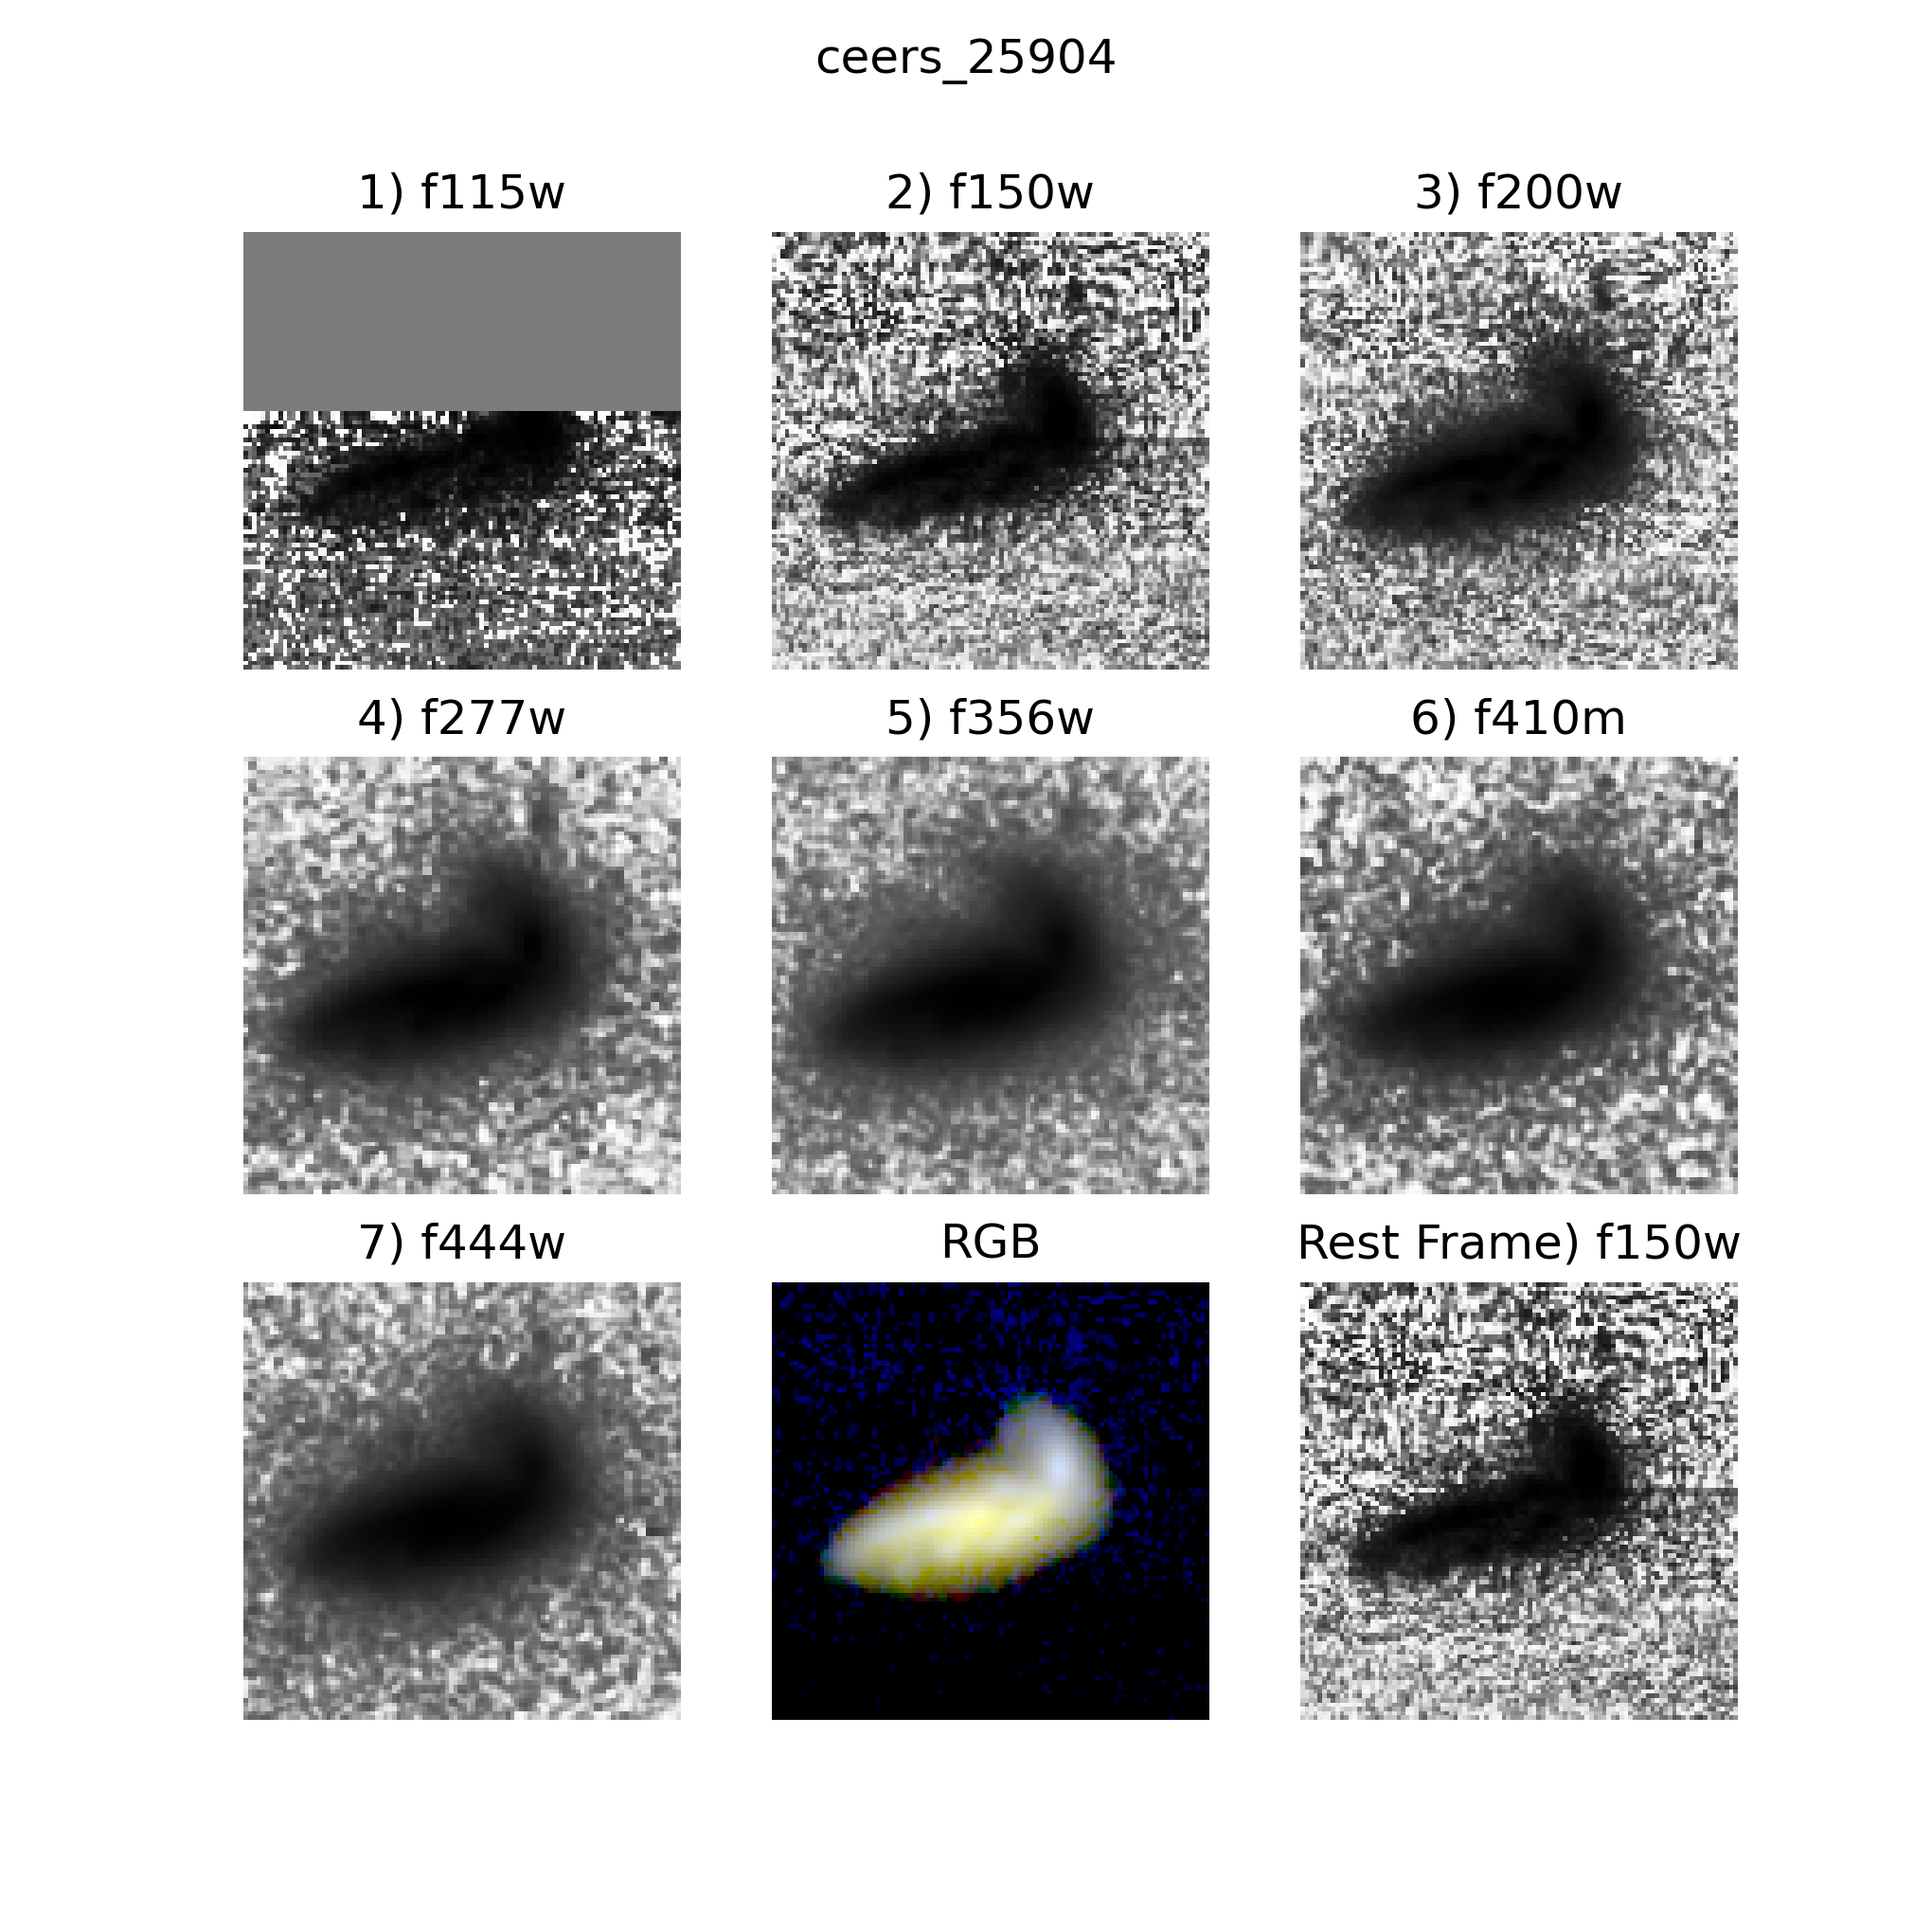 ceers_25904
1) f115w
2) f150w
3) f200w
4) f277w
5) f356w
6) f410m
7) f444w
RGB
Rest Frame) f150w